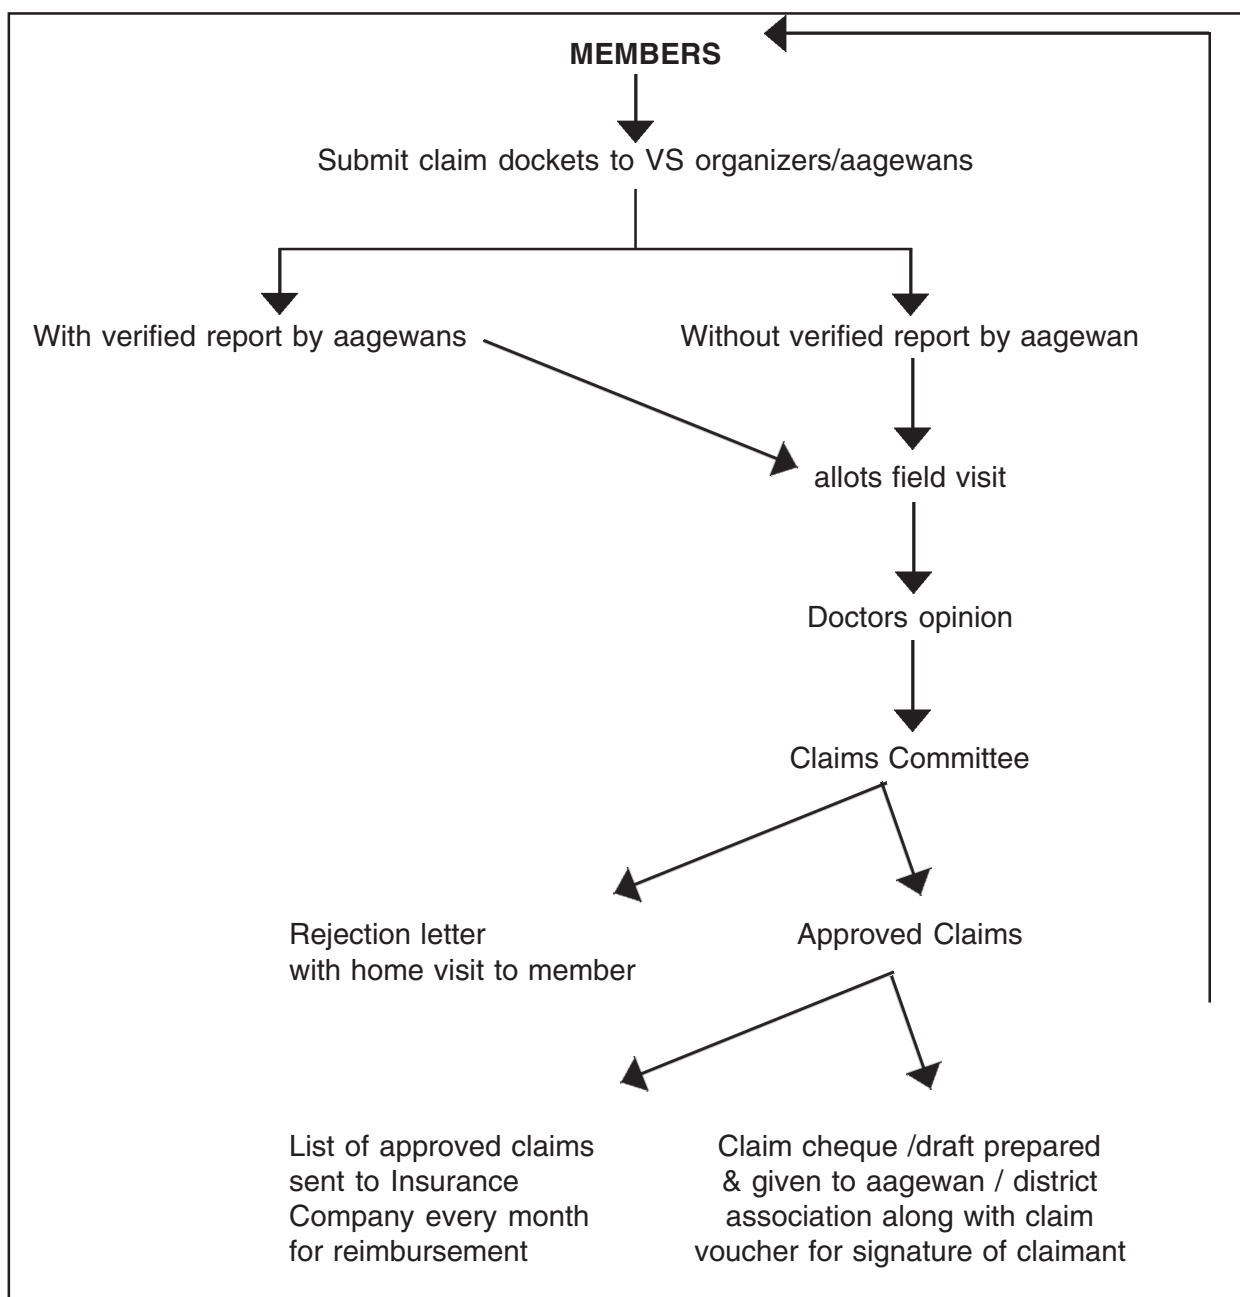 MEMBERS
Submit claim dockets to VS organizers/aagewans
With verified report by aagewans
Without verified report by aagewan
allots field visit
Doctors opinion
Claims Committee
Rejection letter
with home visit to member
Approved Claims
List of approved claims
sent to Insurance
Company every month
for reimbursement
Claim cheque /draft prepared
& given to aagewan / district
association along with claim
voucher for signature of claimant